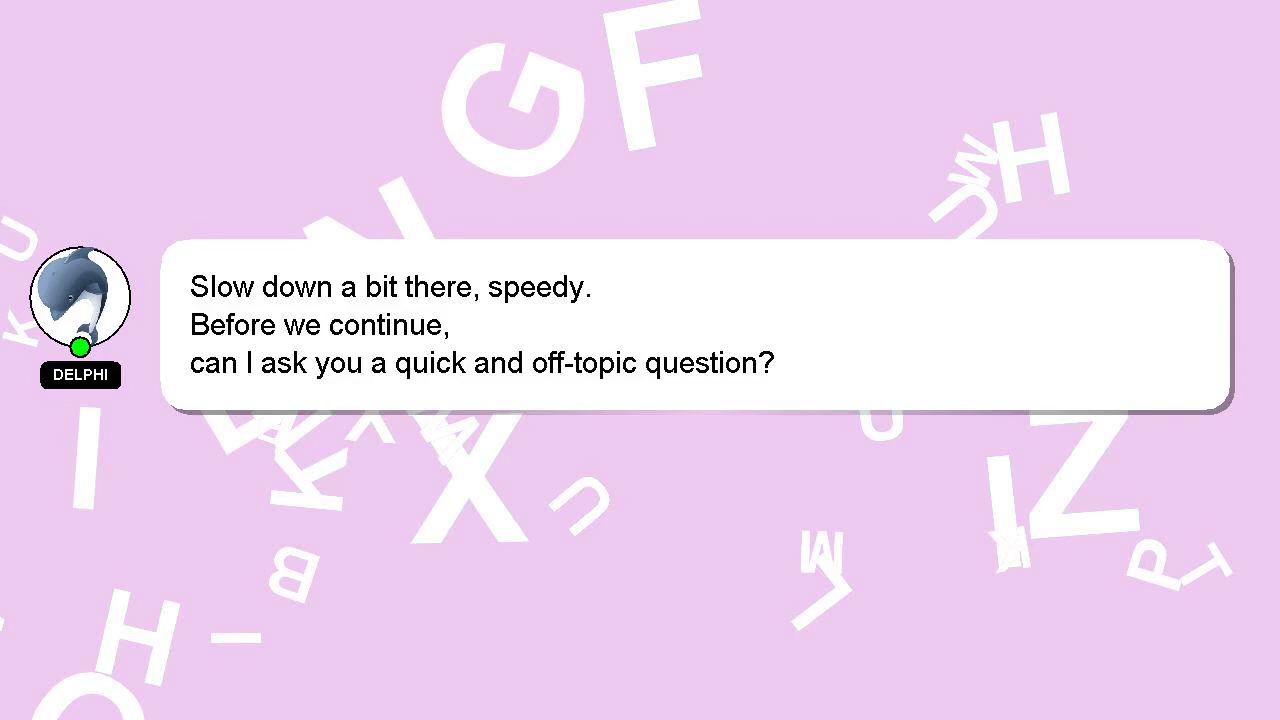 Slow down a bit there, speedy.
Before we continue,
can I ask you a quick and off-topic question?
DELPHI
G
F
N
W
H
U
U
K
I
K
X
X
U
U
Z
I
K
M
L
P
T
B
H
I
O